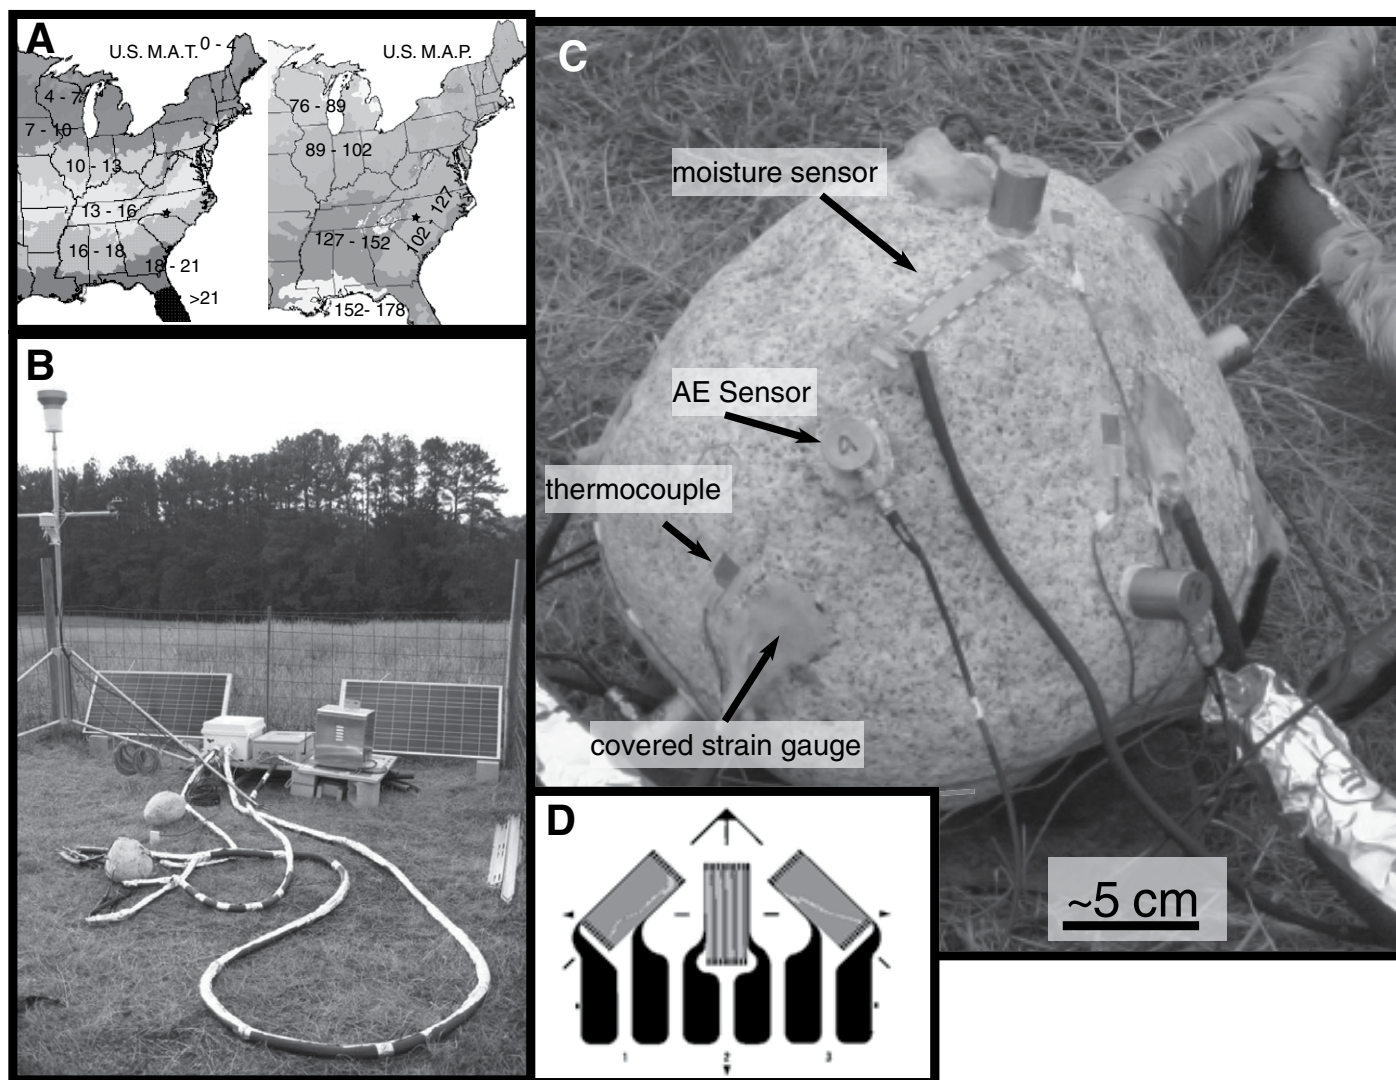 A
U.S. M.A.T.
0 - 4
4 - 7
7 - 10
10 - 13
13 - 16
16 - 18
18 - 21
>21
U.S. M.A.P.
76 - 89
89 - 102
102 - 127
127 - 152
152- 178
B
C
moisture sensor
AE Sensor
thermocouple
covered strain gauge
~5 cm
D
1
2
3